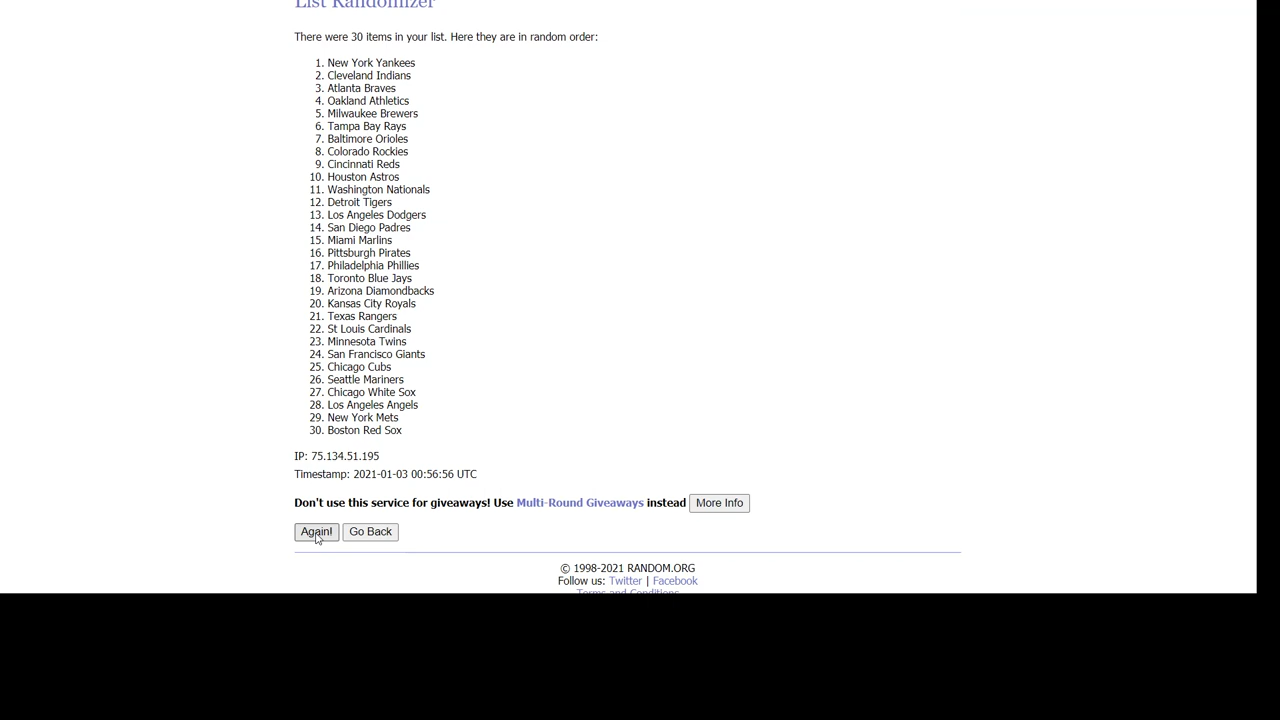 List Randomizer
There were 30 items in your list. Here they are in random order:
1. New York Yankees
2. Cleveland Indians
3. Atlanta Braves
4. Oakland Athletics
5. Milwaukee Brewers
6. Tampa Bay Rays
7. Baltimore Orioles
8. Colorado Rockies
9. Cincinnati Reds
10. Houston Astros
11. Washington Nationals
12. Detroit Tigers
13. Los Angeles Dodgers
14. San Diego Padres
15. Miami Marlins
16. Pittsburgh Pirates
17. Philadelphia Phillies
18. Toronto Blue Jays
19. Arizona Diamondbacks
20. Kansas City Royals
21. Texas Rangers
22. St Louis Cardinals
23. Minnesota Twins
24. San Francisco Giants
25. Chicago Cubs
26. Seattle Mariners
27. Chicago White Sox
28. Los Angeles Angels
29. New York Mets
30. Boston Red Sox
IP: 75.134.51.195
Timestamp: 2021-01-03 00:56:56 UTC
Don't use this service for giveaways! Use Multi-Round Giveaways instead More Info
Again! Go Back
© 1998-2021 RANDOM.ORG
Follow us: Twitter | Facebook
Terms and Conditions